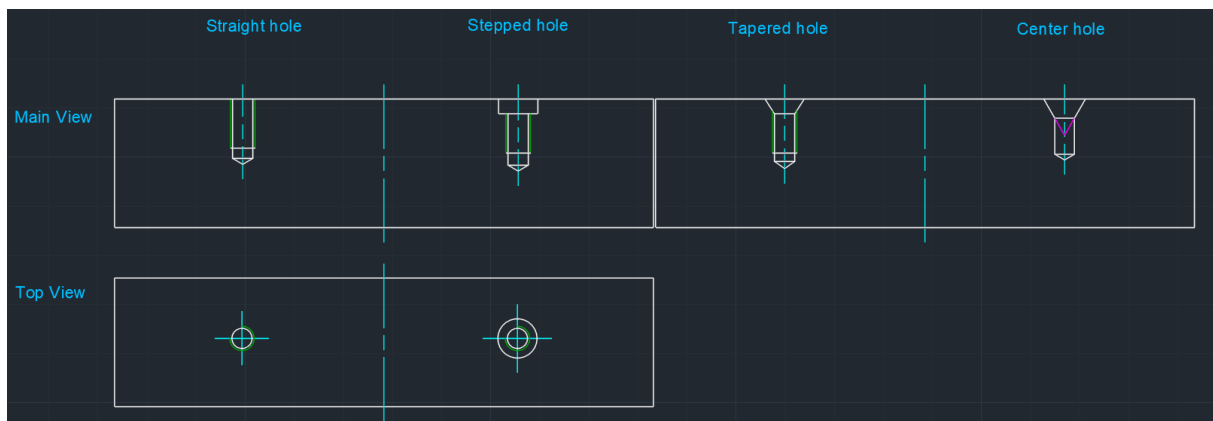 Straight hole
Stepped hole
Tapered hole
Center hole
Main View
Top View